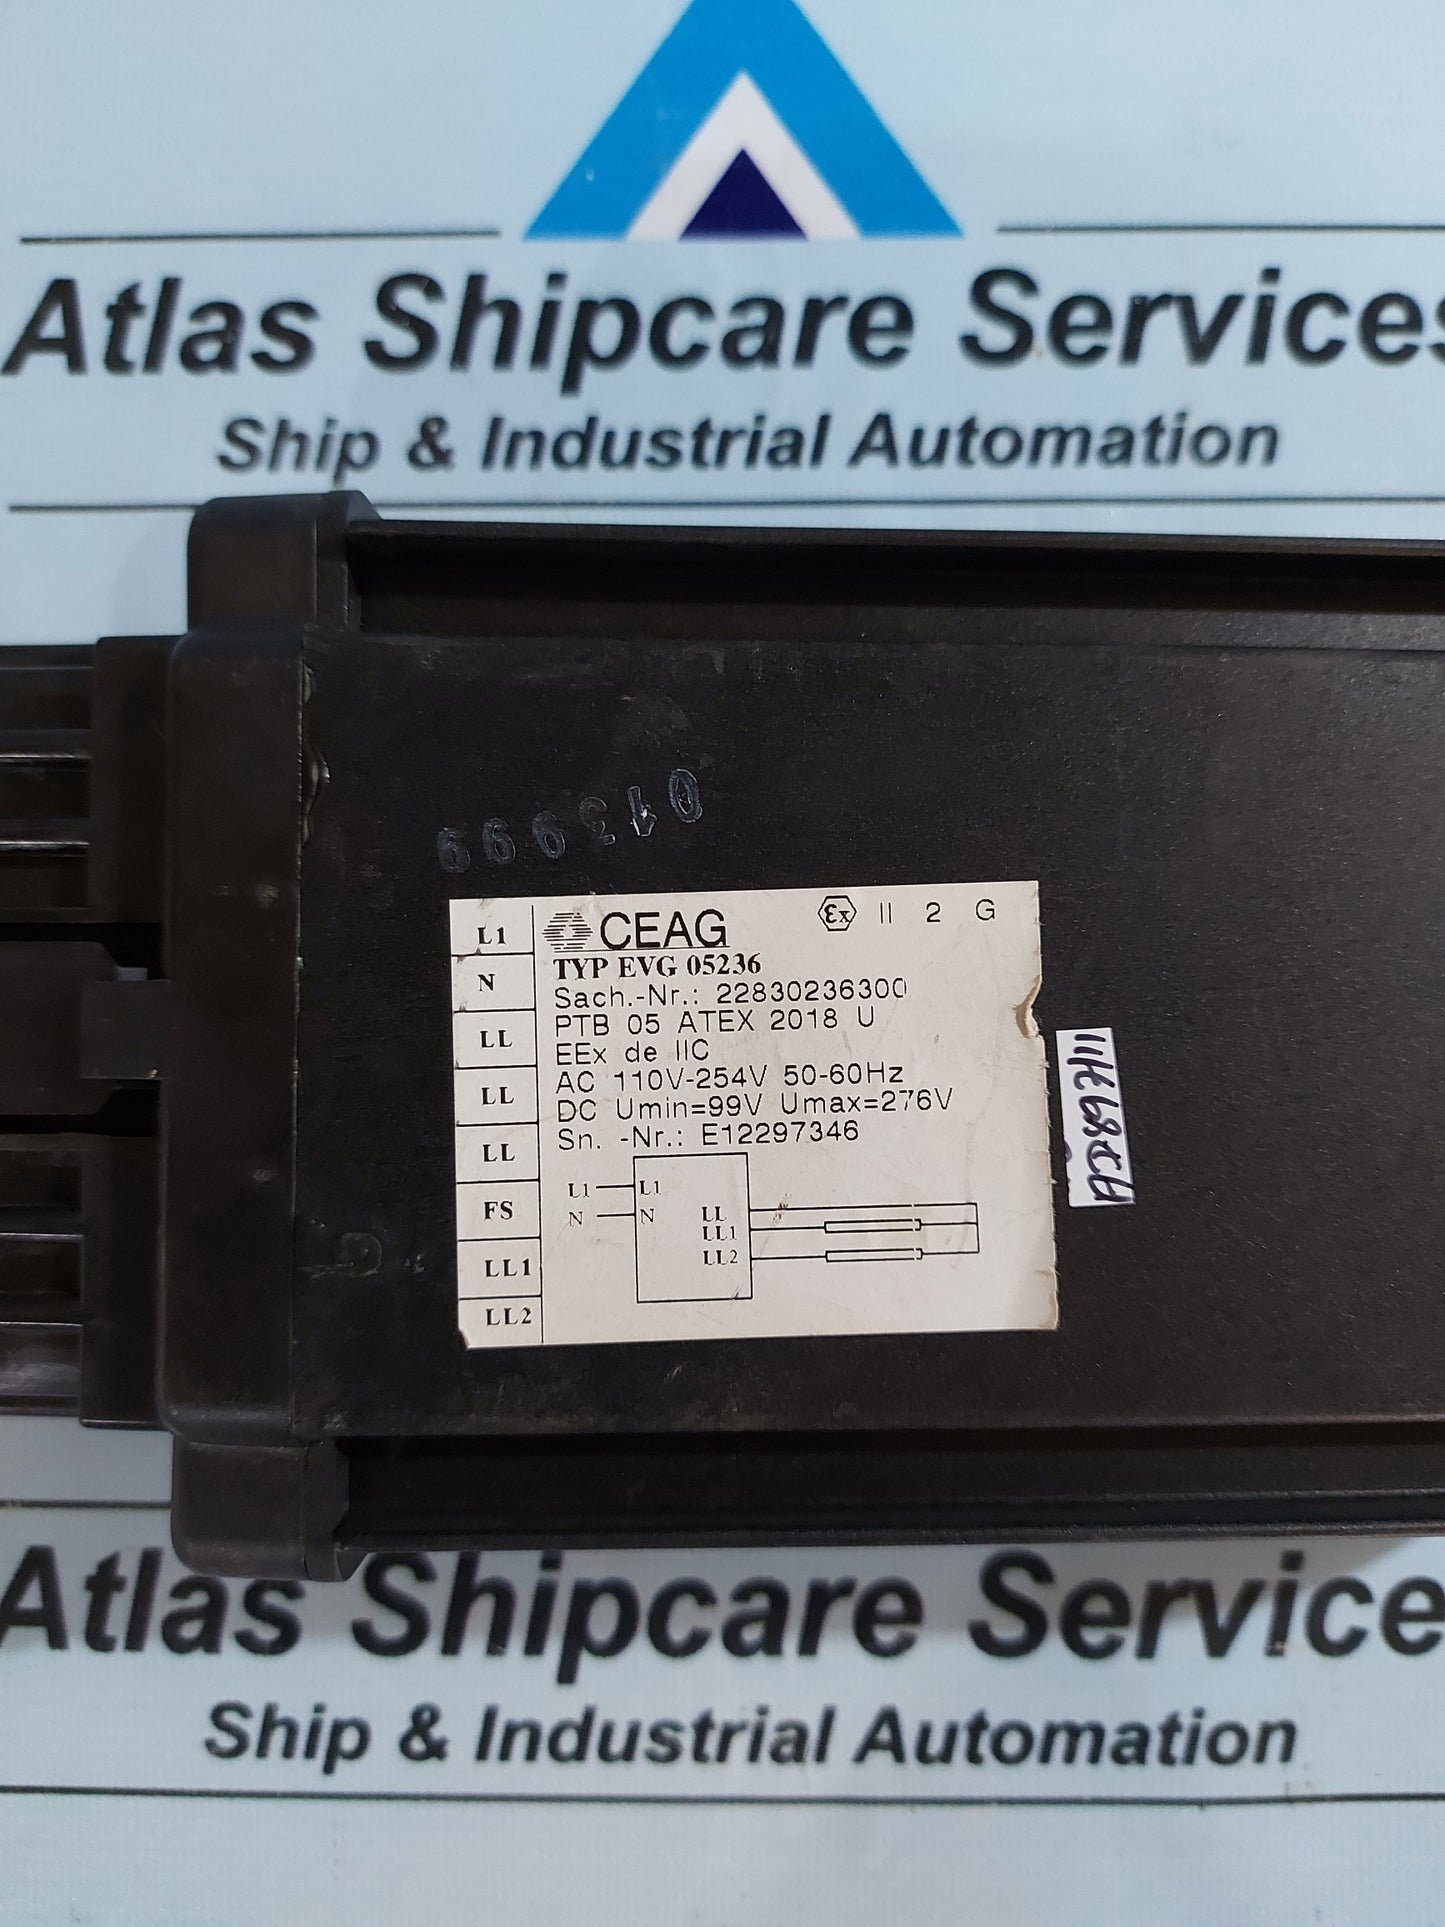 Atlas Shipcare Services
Ship & Industrial Automation
013999
L1
N
LL
LL
LL
FS
LL1
LL2
CEAG
Ex II 2 G
TYP EVG 05236
Sach.-Nr.: 22830236300
PTB 05 ATEX 2018 U
EEx de IIC
AC 110V-254V 50-60Hz
DC Umin=99V Umax=276V
Sn. -Nr.: E12297346
L1 L1
N N
LL
LL1
LL2
Atlas Shipcare Service
Ship & Industrial Automation